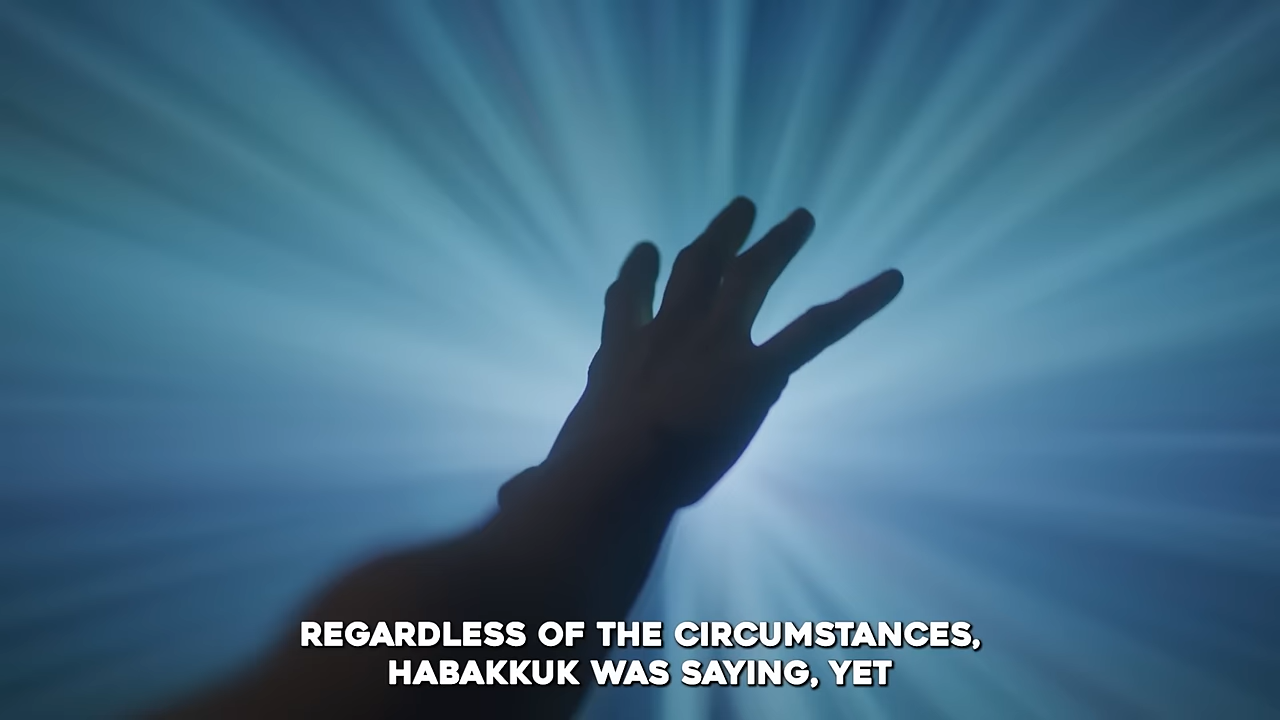 REGARDLESS OF THE CIRCUMSTANCES,
HABAKKUK WAS SAYING, YET